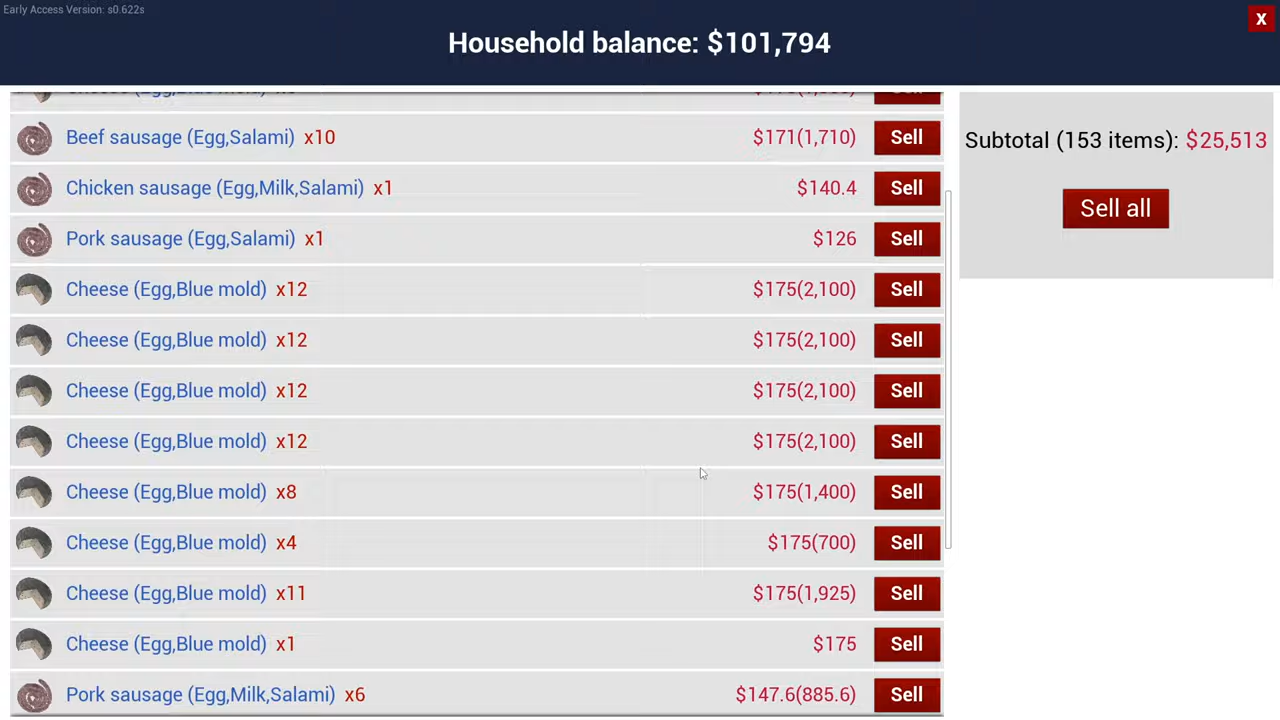 Early Access Version: s0.622s
X
Household balance: $101,794
Beef sausage (Egg,Salami) x10 $171(1,710) Sell
Chicken sausage (Egg,Milk,Salami) x1 $140.4 Sell
Pork sausage (Egg,Salami) x1 $126 Sell
Cheese (Egg,Blue mold) x12 $175(2,100) Sell
Cheese (Egg,Blue mold) x12 $175(2,100) Sell
Cheese (Egg,Blue mold) x12 $175(2,100) Sell
Cheese (Egg,Blue mold) x12 $175(2,100) Sell
Cheese (Egg,Blue mold) x8 $175(1,400) Sell
Cheese (Egg,Blue mold) x4 $175(700) Sell
Cheese (Egg,Blue mold) x11 $175(1,925) Sell
Cheese (Egg,Blue mold) x1 $175 Sell
Pork sausage (Egg,Milk,Salami) x6 $147.6(885.6) Sell
Subtotal (153 items): $25,513
Sell all